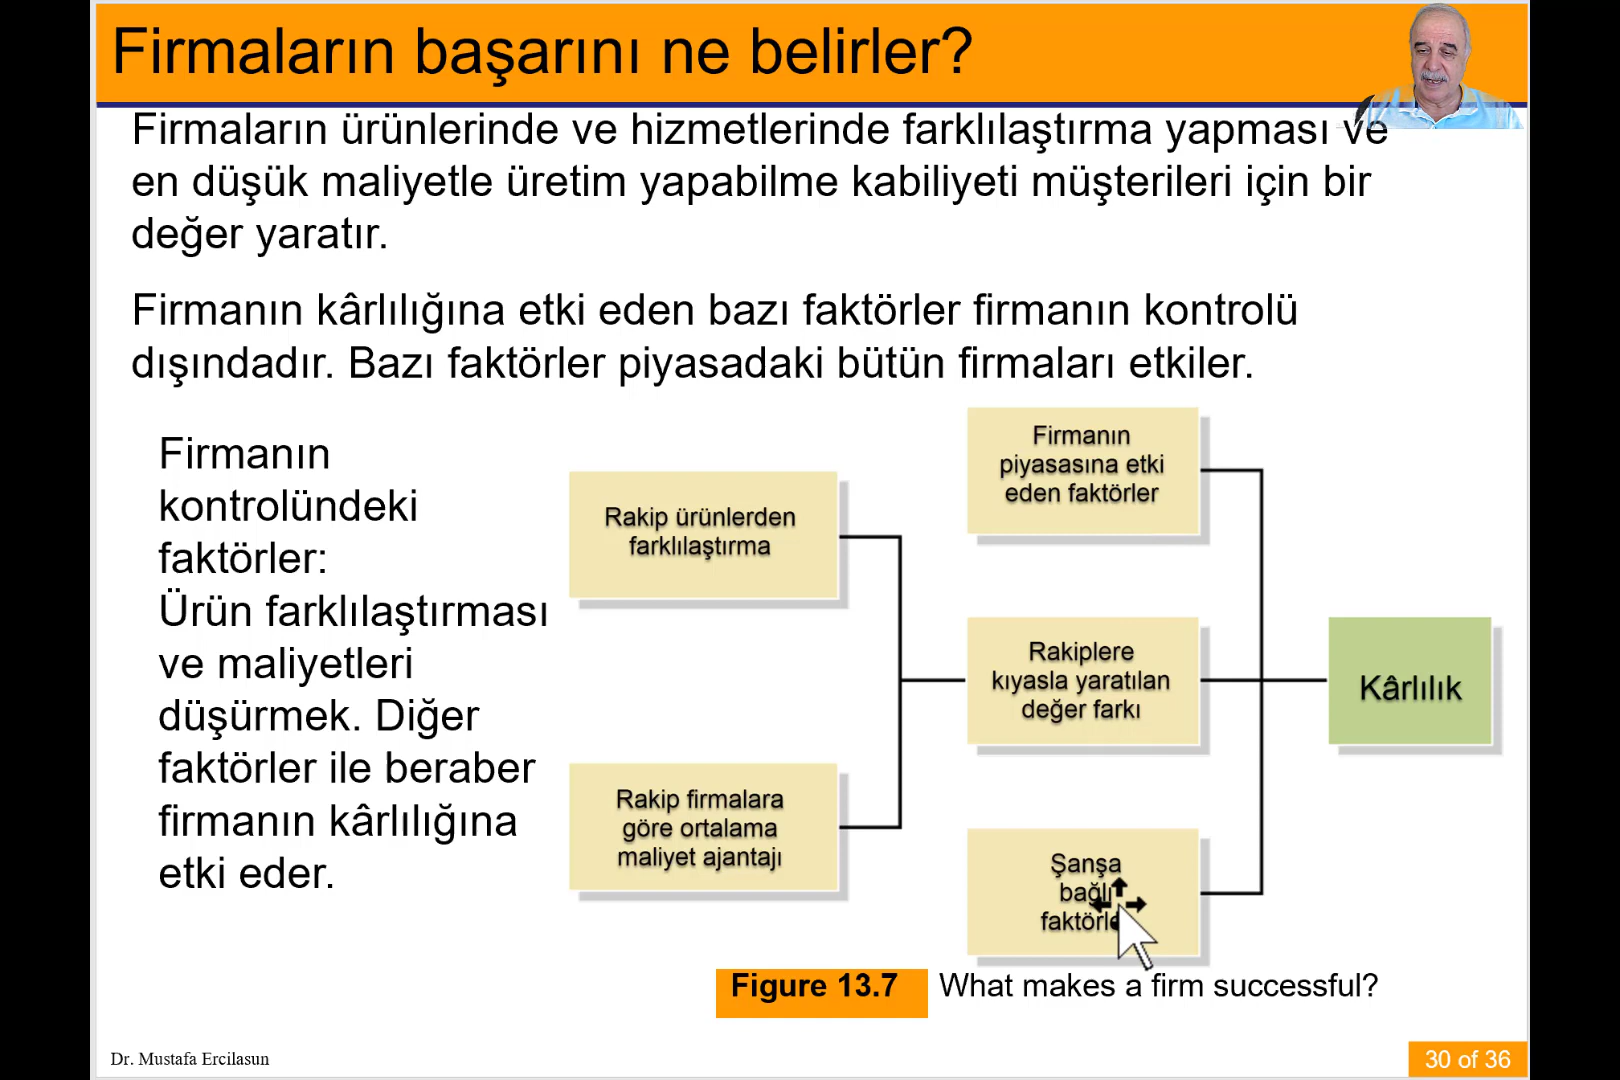 Firmaların başarını ne belirler?
Firmaların ürünlerinde ve hizmetlerinde farklılaştırma yapması ve
en düşük maliyetle üretim yapabilme kabiliyeti müşterileri için bir
değer yaratır.
Firmanın kârlılığına etki eden bazı faktörler firmanın kontrolü
dışındadır. Bazı faktörler piyasadaki bütün firmaları etkiler.
Firmanın
kontrolündeki
faktörler:
Ürün farklılaştırması
ve maliyetleri
düşürmek. Diğer
faktörler ile beraber
firmanın kârlılığına
etki eder.
Rakip ürünlerden
farklılaştırma
Rakip firmalara
göre ortalama
maliyet ajantajı
Firmanın
piyasasına etki
eden faktörler
Rakiplere
kıyasla yaratılan
değer farkı
Şansa
bağlı
Kârlılık
Figure 13.7 What makes a firm successful?
Dr. Mustafa Ercilasun
30 of 36